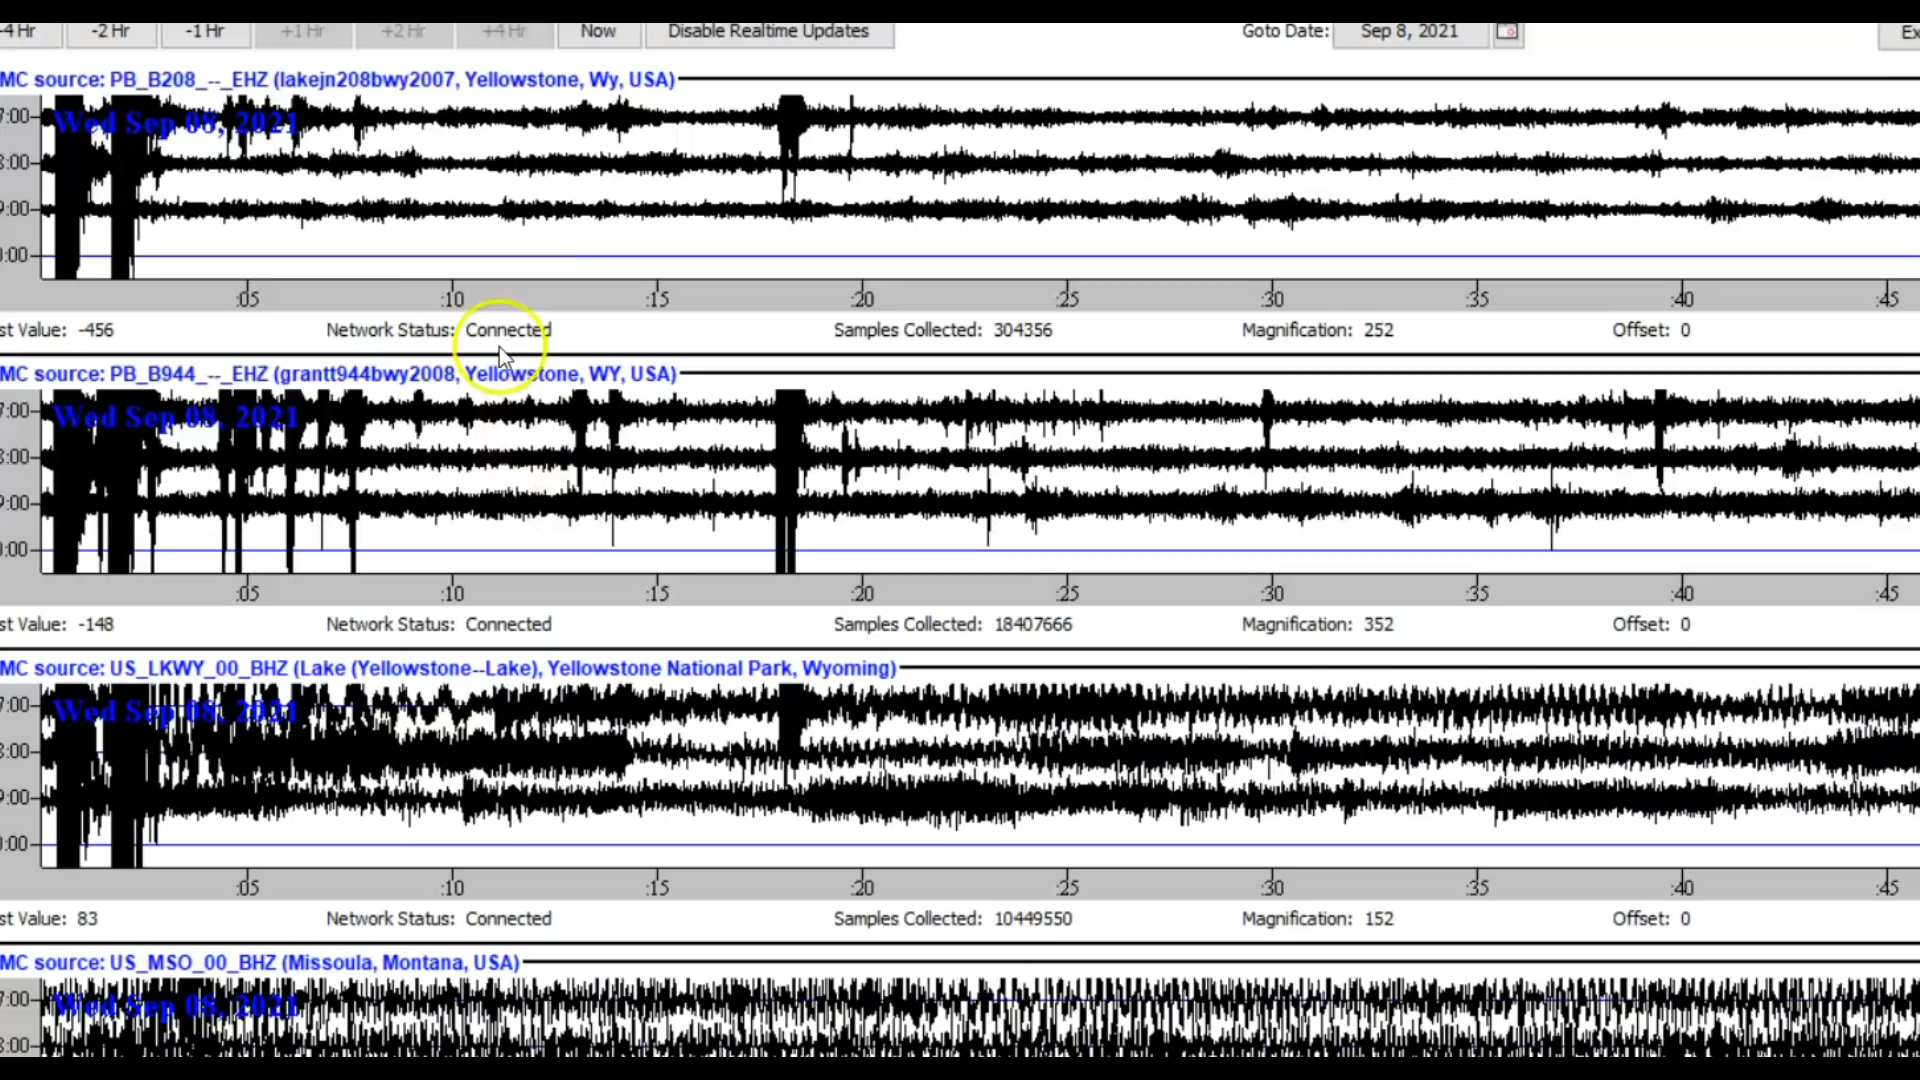 -4 Hr -2 Hr -1 Hr +1 Hr +2 Hr +4 Hr Now Disable Realtime Updates Goto Date: Sep 8, 2021 Ex
MC source: PB_B208_--_EHZ (lakejn208bwy2007, Yellowstone, Wy, USA)
7:00
Wed Sep 08, 2021
8:00
9:00
0:00
:05 :10 :15 :20 :25 :30 :35 :40 :45
st Value: -456 Network Status: Connected Samples Collected: 304356 Magnification: 252 Offset: 0
MC source: PB_B944_--_EHZ (grantt944bwy2008, Yellowstone, WY, USA)
7:00
Wed Sep 08, 2021
8:00
9:00
0:00
:05 :10 :15 :20 :25 :30 :35 :40 :45
st Value: -148 Network Status: Connected Samples Collected: 18407666 Magnification: 352 Offset: 0
MC source: US_LKWY_00_BHZ (Lake (Yellowstone--Lake), Yellowstone National Park, Wyoming)
7:00
Wed Sep 08, 2021
8:00
9:00
0:00
:05 :10 :15 :20 :25 :30 :35 :40 :45
st Value: 83 Network Status: Connected Samples Collected: 10449550 Magnification: 152 Offset: 0
MC source: US_MSO_00_BHZ (Missoula, Montana, USA)
7:00
Wed Sep 08, 2021
8:00